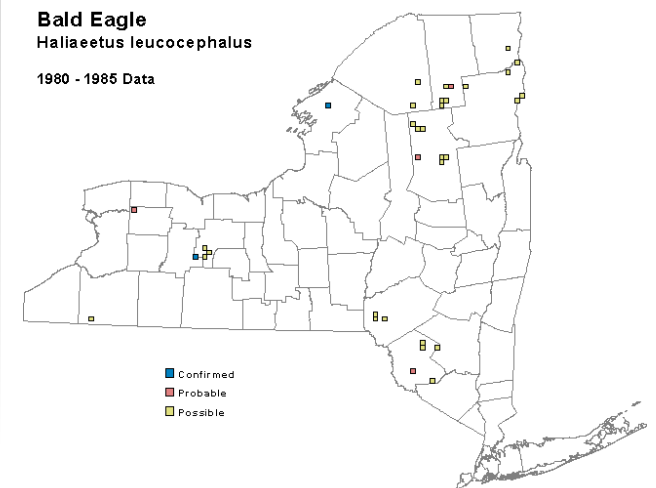 Bald Eagle
Haliaeetus leucocephalus
1980 - 1985 Data
Confirmed
Probable
Possible